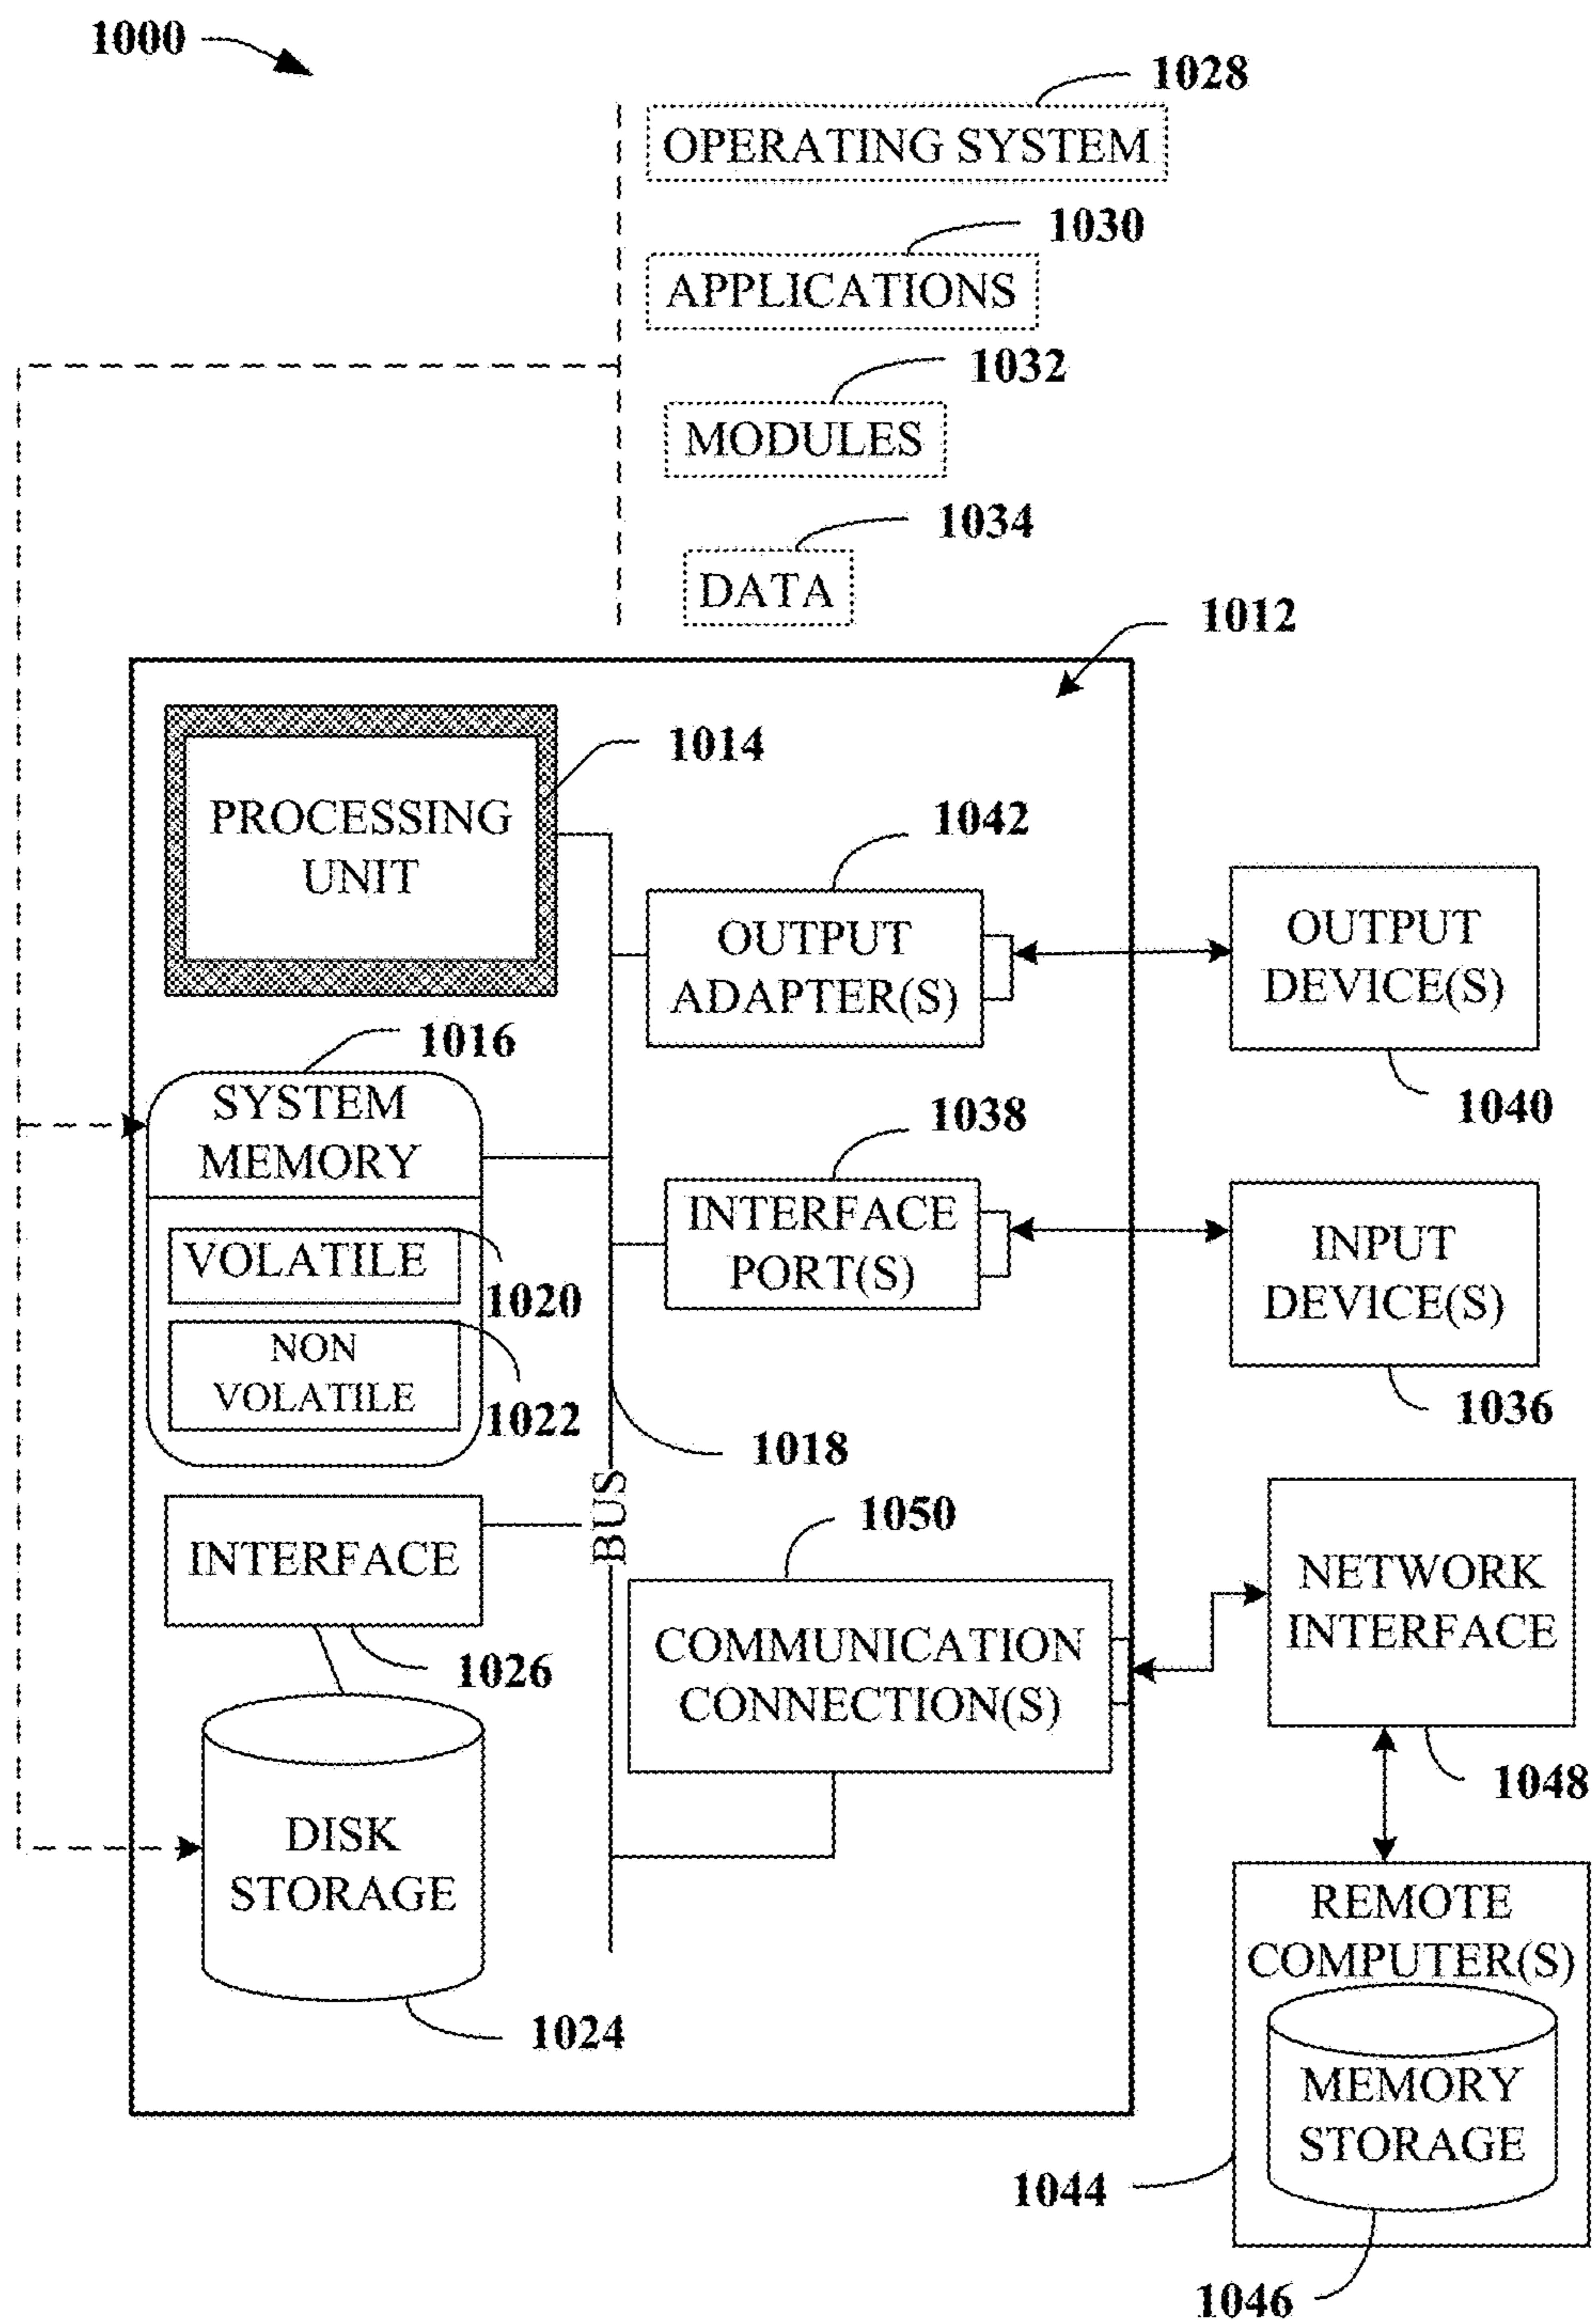 1000
1028
OPERATING SYSTEM
1030
APPLICATIONS
1032
MODULES
1034
DATA
1012
PROCESSING
UNIT
1014
1042
OUTPUT
ADAPTER(S)
OUTPUT
DEVICE(S)
1040
1016
SYSTEM
MEMORY
VOLATILE
1020
NON
VOLATILE
1022
1038
INTERFACE
PORT(S)
INPUT
DEVICE(S)
1036
1018
BUS
INTERFACE
1026
1050
COMMUNICATION
CONNECTION(S)
NETWORK
INTERFACE
1048
DISK
STORAGE
1024
REMOTE
COMPUTER(S)
MEMORY
STORAGE
1044
1046